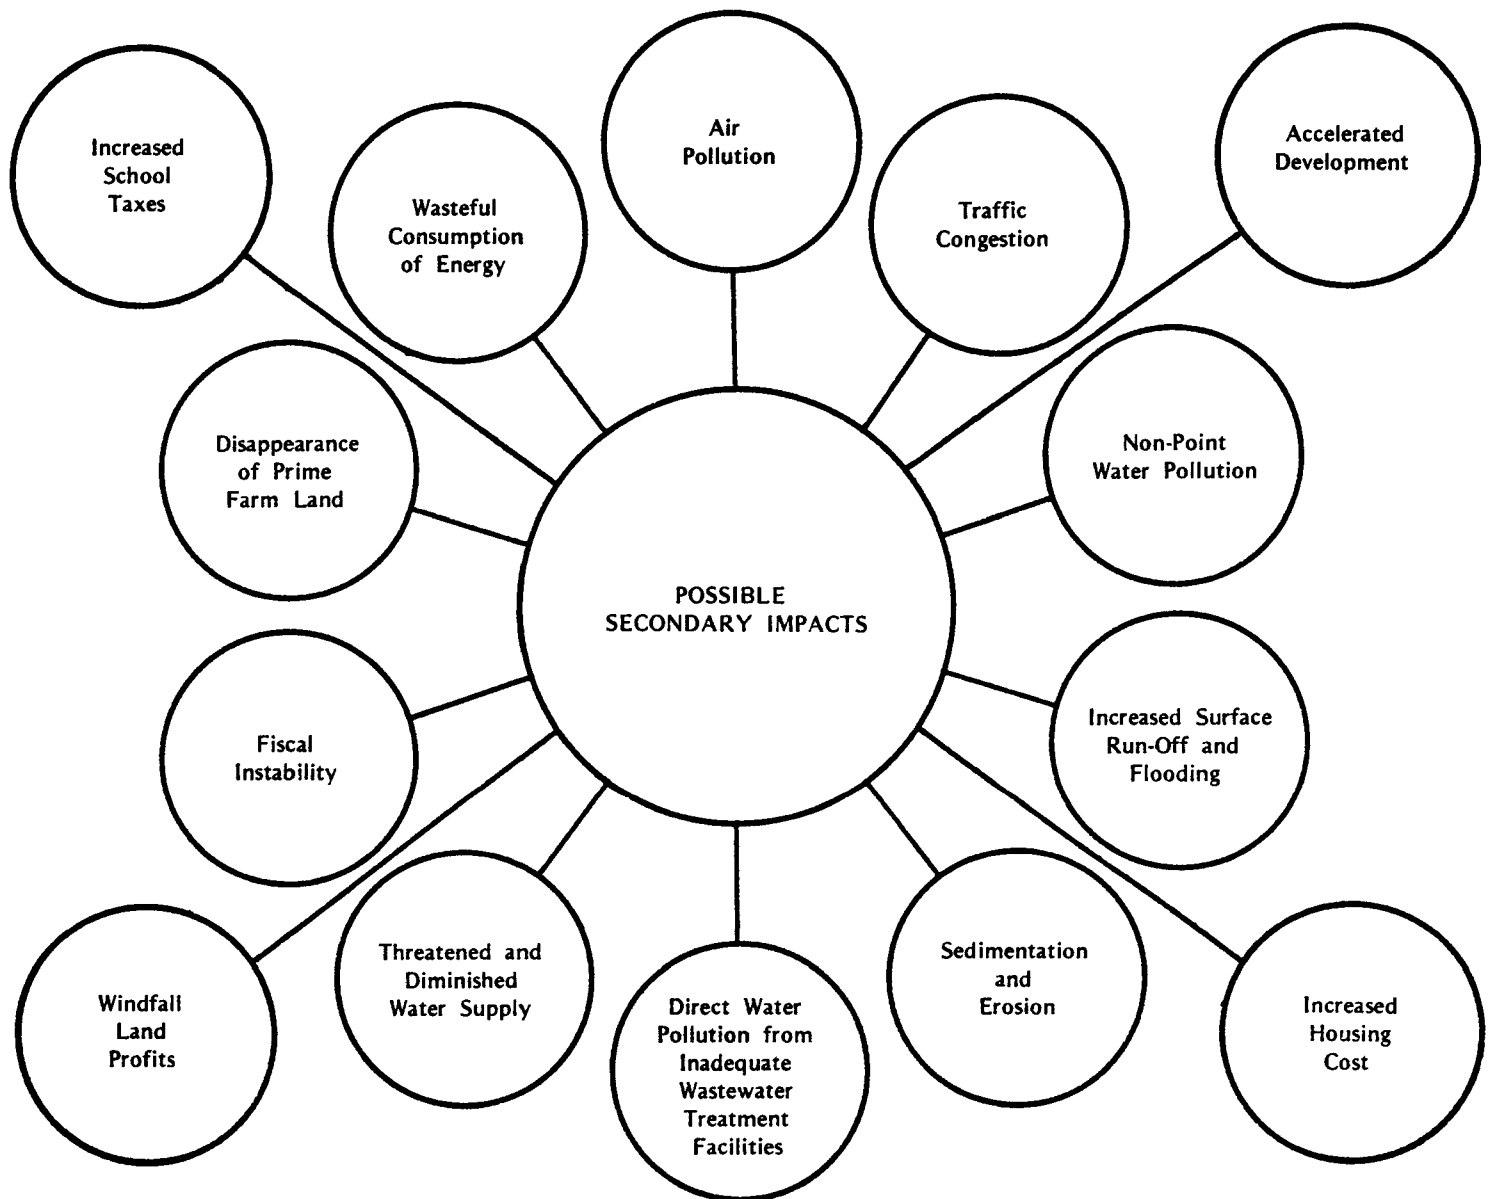 Increased
School
Taxes
Wasteful
Consumption
of Energy
Air
Pollution
Traffic
Congestion
Accelerated
Development
Disappearance
of Prime
Farm Land
Non-Point
Water Pollution
POSSIBLE
SECONDARY IMPACTS
Fiscal
Instability
Increased Surface
Run-Off and
Flooding
Windfall
Land
Profits
Threatened and
Diminished
Water Supply
Direct Water
Pollution from
Inadequate
Wastewater
Treatment
Facilities
Sedimentation
and
Erosion
Increased
Housing
Cost